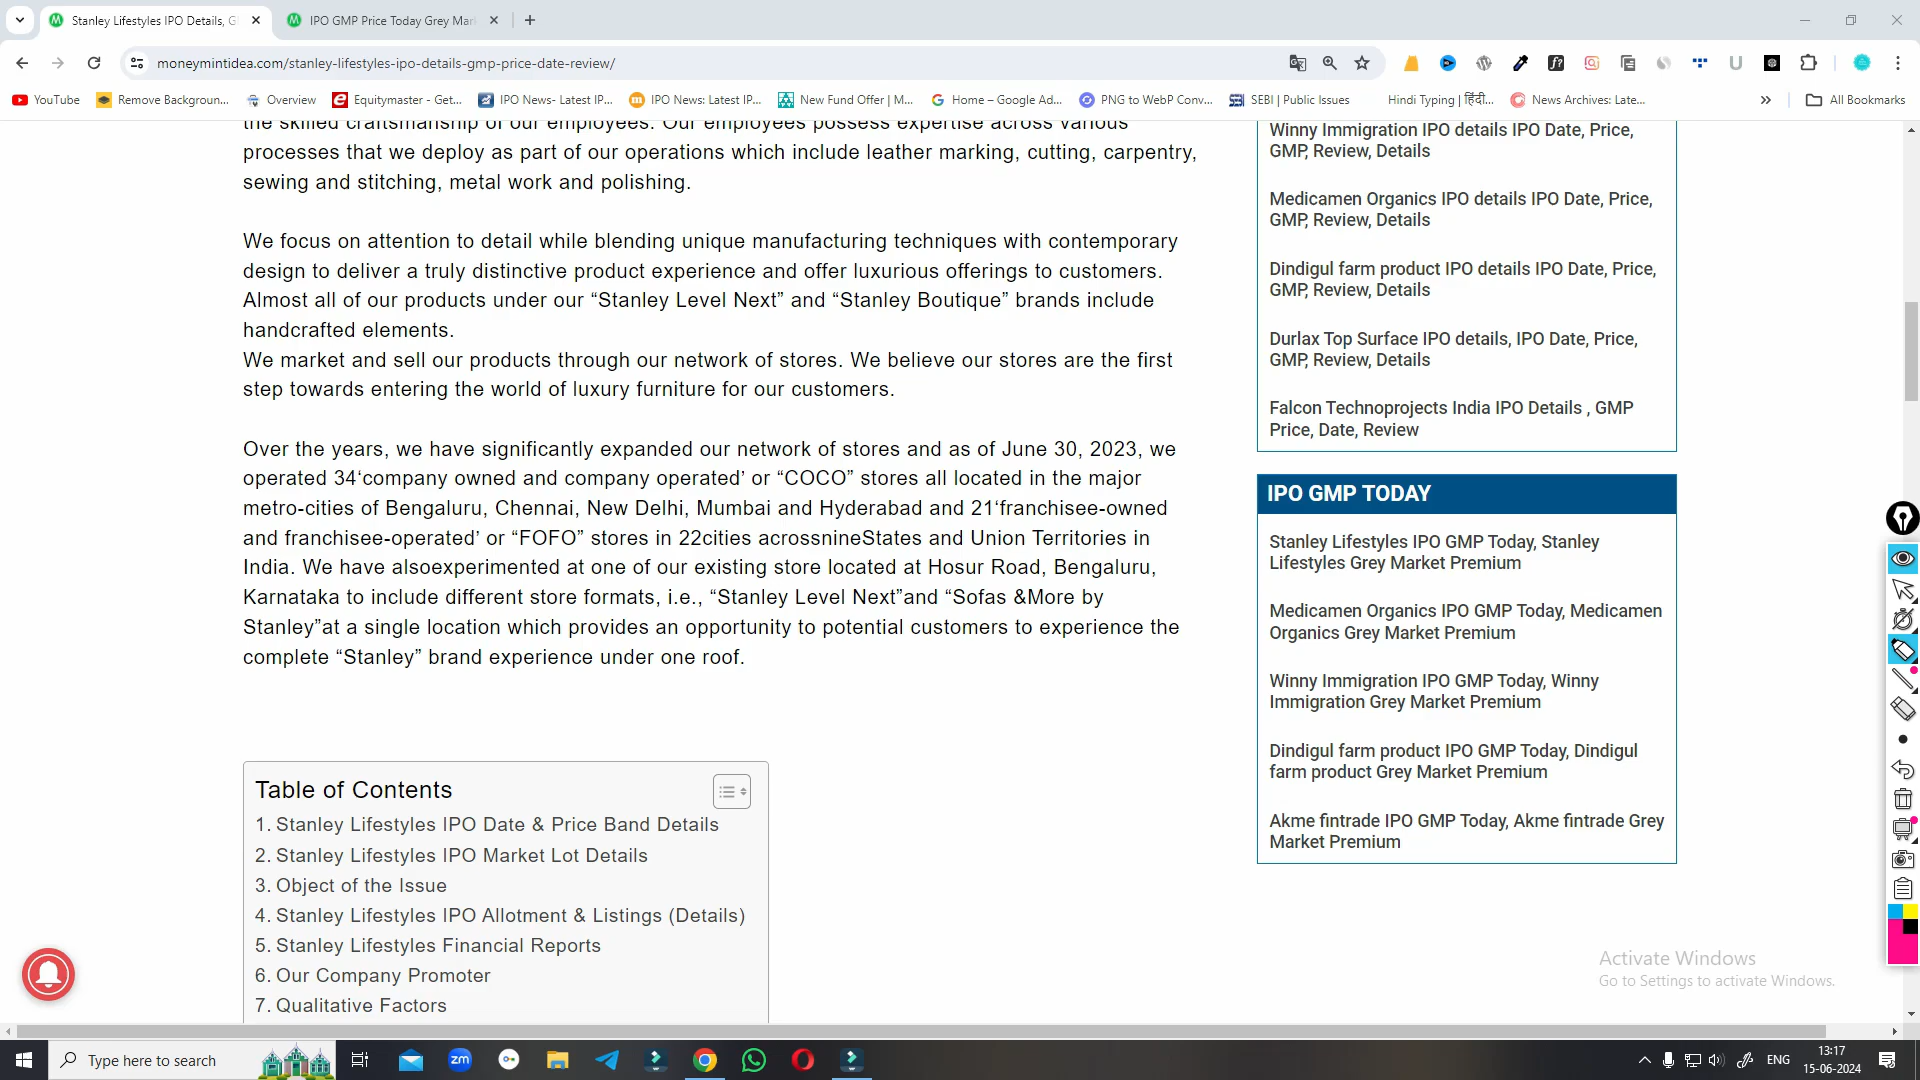 Stanley Lifestyles IPO Details, G
IPO GMP Price Today Grey Mar
moneymintidea.com/stanley-lifestyles-ipo-details-gmp-price-date-review/
YouTube
Remove Backgroun...
Overview
Equitymaster - Get...
IPO News- Latest IP...
IPO News: Latest IP...
New Fund Offer | M...
Home – Google Ad...
PNG to WebP Conv...
SEBI | Public Issues
Hindi Typing | हिंदी...
News Archives: Late...
All Bookmarks
the skilled craftsmanship of our employees. Our employees possess expertise across various
processes that we deploy as part of our operations which include leather marking, cutting, carpentry,
sewing and stitching, metal work and polishing.
We focus on attention to detail while blending unique manufacturing techniques with contemporary
design to deliver a truly distinctive product experience and offer luxurious offerings to customers.
Almost all of our products under our “Stanley Level Next” and “Stanley Boutique” brands include
handcrafted elements.
We market and sell our products through our network of stores. We believe our stores are the first
step towards entering the world of luxury furniture for our customers.
Over the years, we have significantly expanded our network of stores and as of June 30, 2023, we
operated 34‘company owned and company operated’ or “COCO” stores all located in the major
metro-cities of Bengaluru, Chennai, New Delhi, Mumbai and Hyderabad and 21‘franchisee-owned
and franchisee-operated’ or “FOFO” stores in 22cities acrossnineStates and Union Territories in
India. We have alsoexperimented at one of our existing store located at Hosur Road, Bengaluru,
Karnataka to include different store formats, i.e., “Stanley Level Next”and “Sofas &More by
Stanley”at a single location which provides an opportunity to potential customers to experience the
complete “Stanley” brand experience under one roof.
Table of Contents
1. Stanley Lifestyles IPO Date & Price Band Details
2. Stanley Lifestyles IPO Market Lot Details
3. Object of the Issue
4. Stanley Lifestyles IPO Allotment & Listings (Details)
5. Stanley Lifestyles Financial Reports
6. Our Company Promoter
7. Qualitative Factors
Winny Immigration IPO details IPO Date, Price,
GMP, Review, Details
Medicamen Organics IPO details IPO Date, Price,
GMP, Review, Details
Dindigul farm product IPO details IPO Date, Price,
GMP, Review, Details
Durlax Top Surface IPO details, IPO Date, Price,
GMP, Review, Details
Falcon Technoprojects India IPO Details , GMP
Price, Date, Review
IPO GMP TODAY
Stanley Lifestyles IPO GMP Today, Stanley
Lifestyles Grey Market Premium
Medicamen Organics IPO GMP Today, Medicamen
Organics Grey Market Premium
Winny Immigration IPO GMP Today, Winny
Immigration Grey Market Premium
Dindigul farm product IPO GMP Today, Dindigul
farm product Grey Market Premium
Akme fintrade IPO GMP Today, Akme fintrade Grey
Market Premium
Activate Windows
Go to Settings to activate Windows.
Type here to search
zm
ENG
13:17
15-06-2024